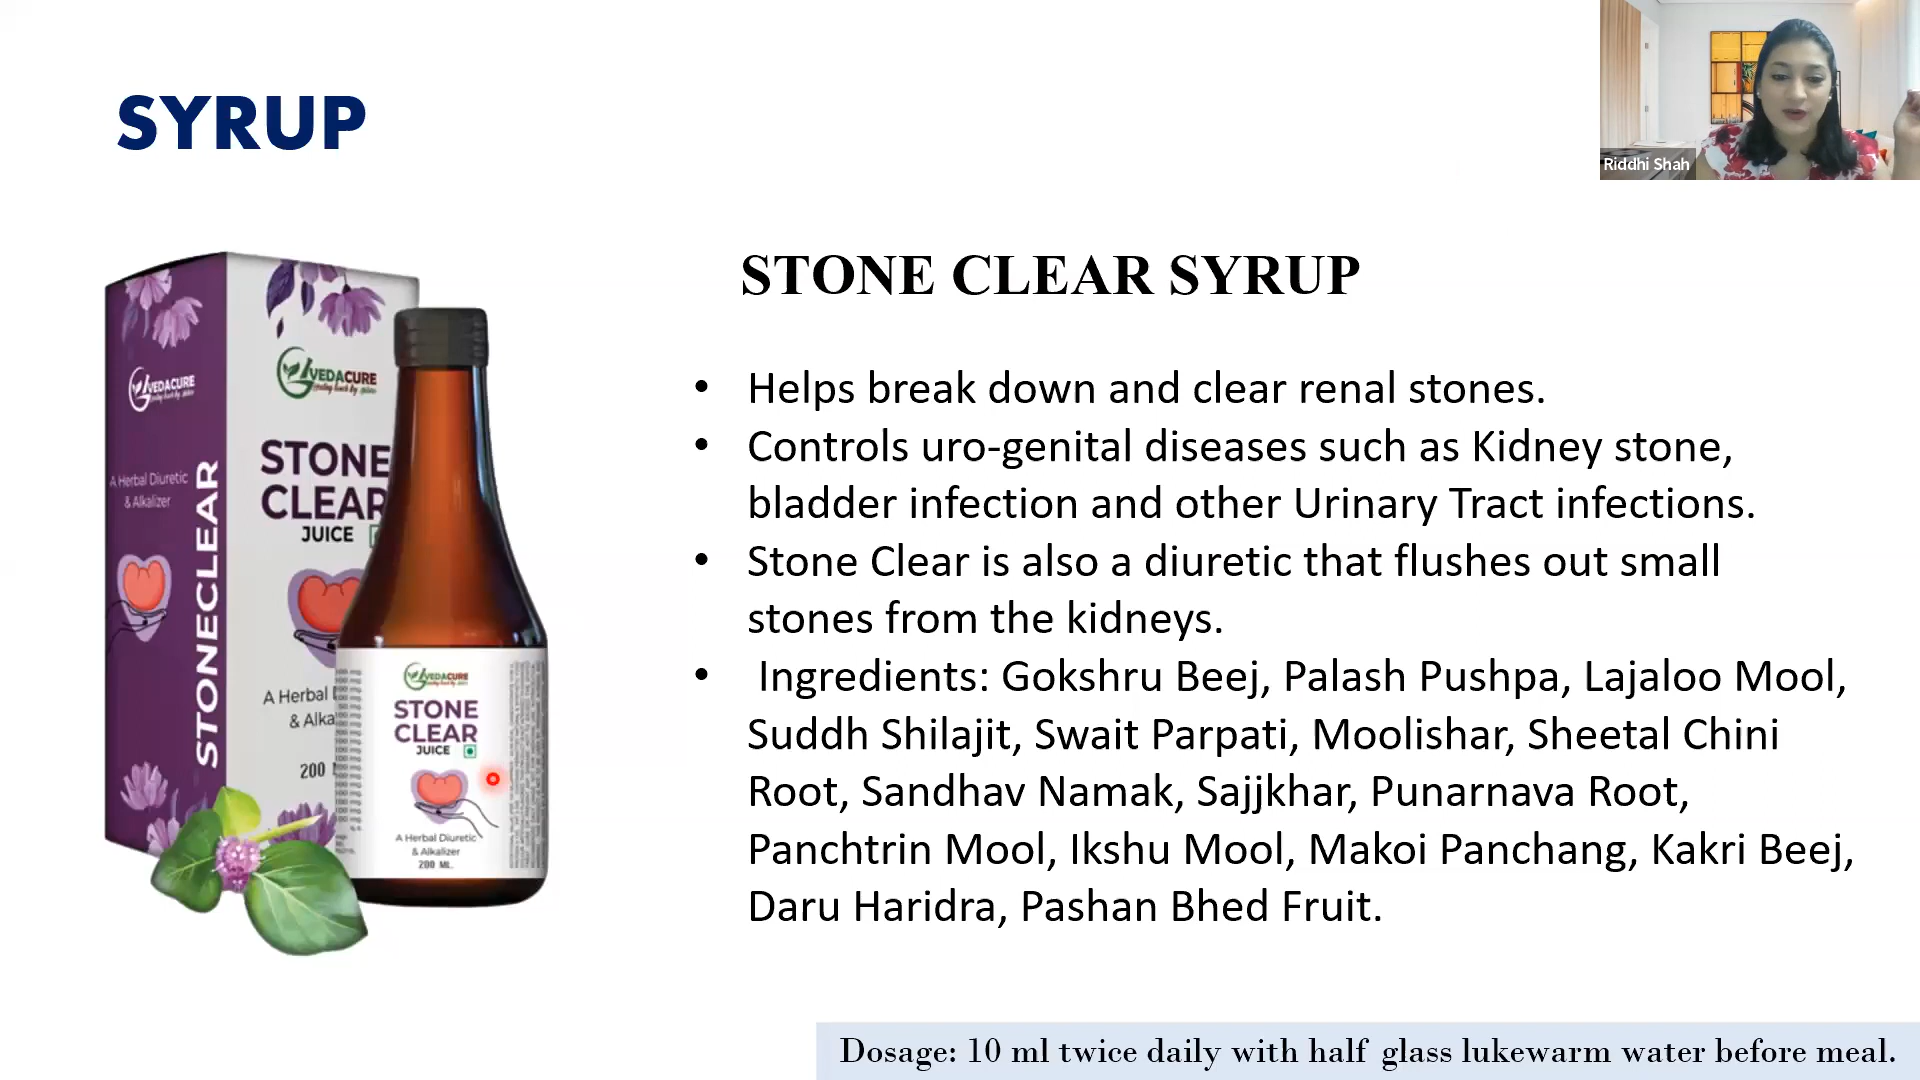 SYRUP
Riddhi Shah
STONE CLEAR SYRUP
• Helps break down and clear renal stones.
• Controls uro-genital diseases such as Kidney stone,
bladder infection and other Urinary Tract infections.
• Stone Clear is also a diuretic that flushes out small
stones from the kidneys.
• Ingredients: Gokshru Beej, Palash Pushpa, Lajaloo Mool,
Suddh Shilajit, Swait Parpati, Moolishar, Sheetal Chini
Root, Sandhav Namak, Sajjkhar, Punarnava Root,
Panchtrin Mool, Ikshu Mool, Makoi Panchang, Kakri Beej,
Daru Haridra, Pashan Bhed Fruit.
Dosage: 10 ml twice daily with half glass lukewarm water before meal.
VEDACURE
A Herbal Diuretic
& Alkalizer
STONECLEAR
VEDACURE
STONE
CLEAR
JUICE
A Herbal
& Alka
200
VEDACURE
STONE
CLEAR
JUICE
A Herbal Diuretic
& Alkalizer
200 ML.